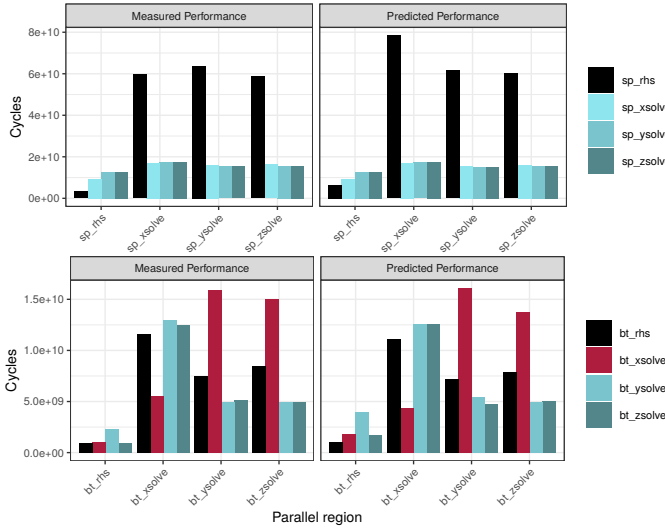 Measured Performance
Predicted Performance
8e+10
6e+10
4e+10
2e+10
0e+00
Cycles
sp_rhs
sp_xsolve
sp_ysolve
sp_zsolve
sp_rhs
sp_xsolve
sp_ysolve
sp_zsolve
sp_rhs
sp_xsolve
sp_ysolve
sp_zsolve
Measured Performance
Predicted Performance
1.5e+10
1.0e+10
5.0e+09
0.0e+00
Cycles
bt_rhs
bt_xsolve
bt_ysolve
bt_zsolve
bt_rhs
bt_xsolve
bt_ysolve
bt_zsolve
bt_rhs
bt_xsolve
bt_ysolve
bt_zsolve
Parallel region